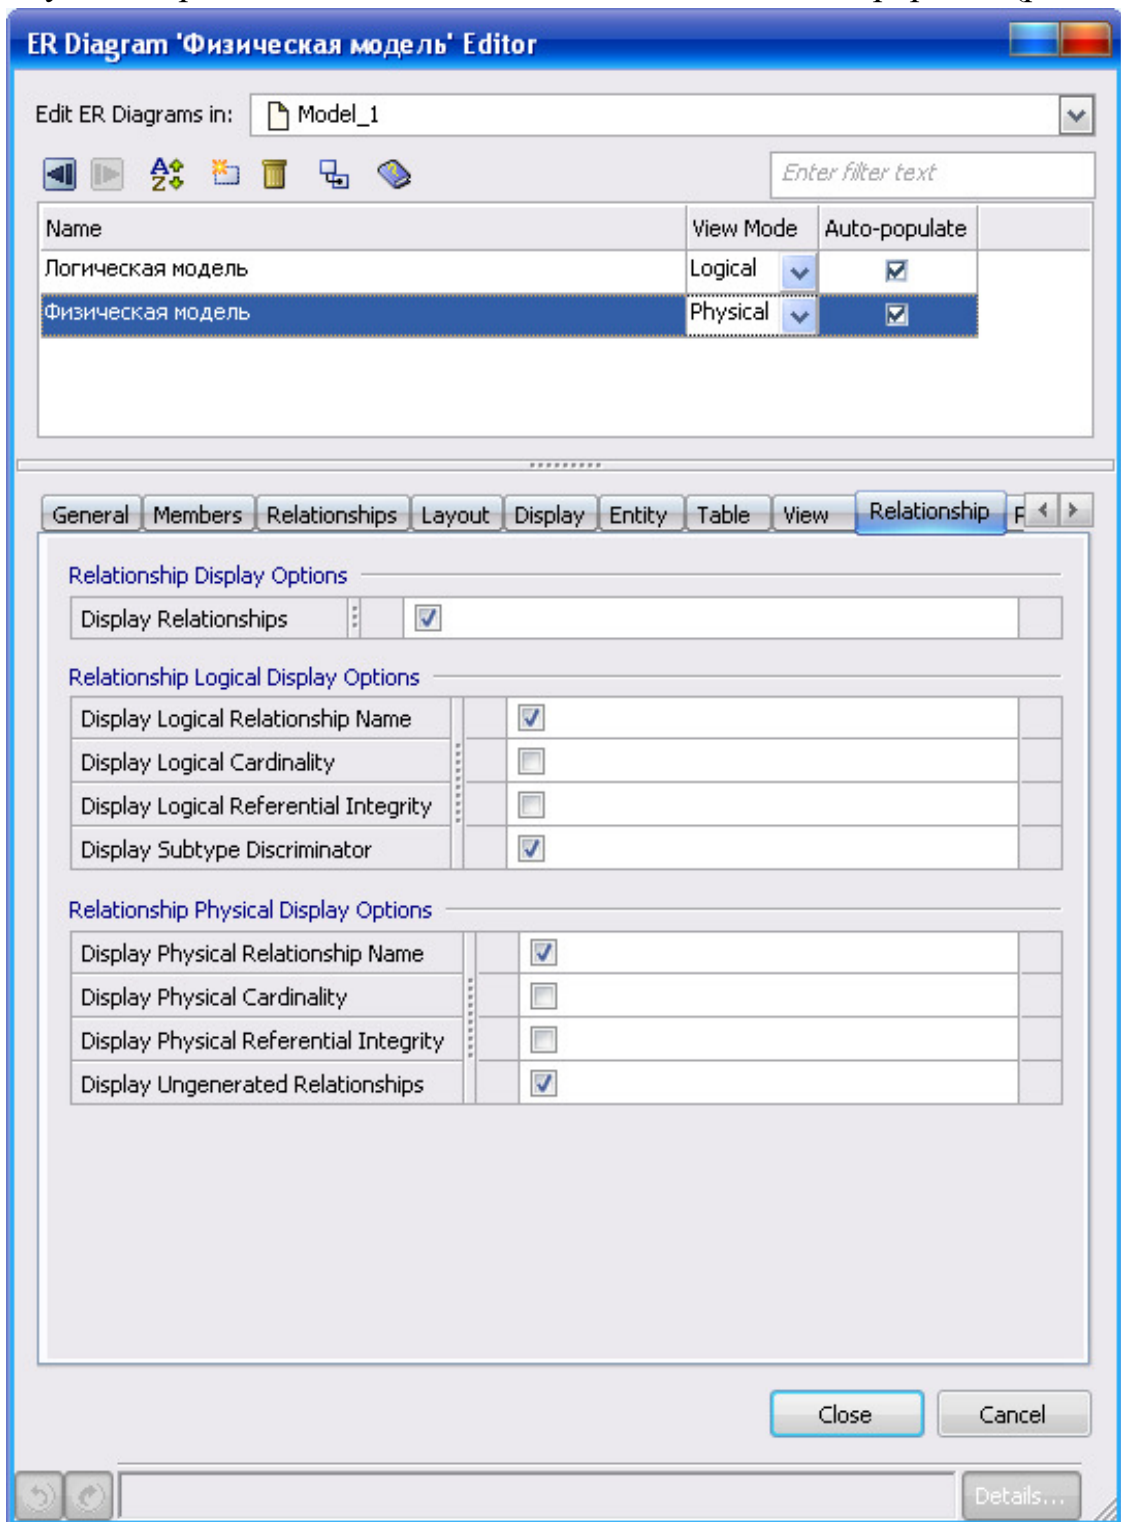 ER Diagram 'Физическая модель' Editor
Edit ER Diagrams in: Model_1
Enter filter text
Name View Mode Auto-populate
Логическая модель Logical
Физическая модель Physical
General Members Relationships Layout Display Entity Table View Relationship
Relationship Display Options
Display Relationships
Relationship Logical Display Options
Display Logical Relationship Name
Display Logical Cardinality
Display Logical Referential Integrity
Display Subtype Discriminator
Relationship Physical Display Options
Display Physical Relationship Name
Display Physical Cardinality
Display Physical Referential Integrity
Display Ungenerated Relationships
Close Cancel
Details...